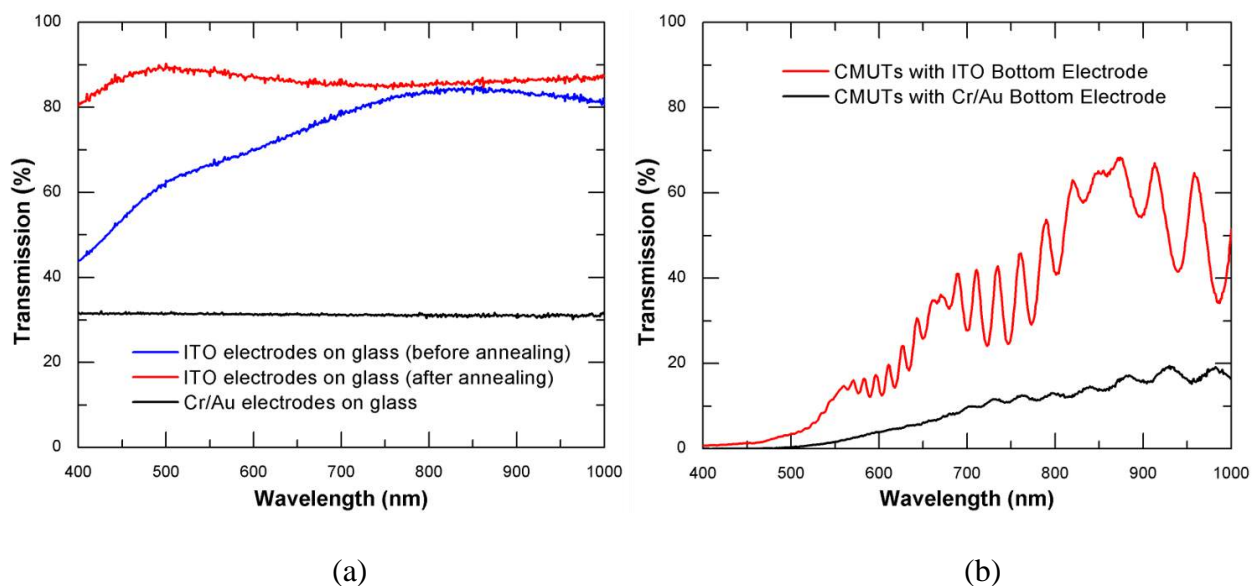 100
80
60
40
20
0
Transmission (%)
ITO electrodes on glass (before annealing)
ITO electrodes on glass (after annealing)
Cr/Au electrodes on glass
400 500 600 700 800 900 1000
Wavelength (nm)
(a)
100
80
60
40
20
0
Transmission (%)
CMUTs with ITO Bottom Electrode
CMUTs with Cr/Au Bottom Electrode
400 500 600 700 800 900 1000
Wavelength (nm)
(b)